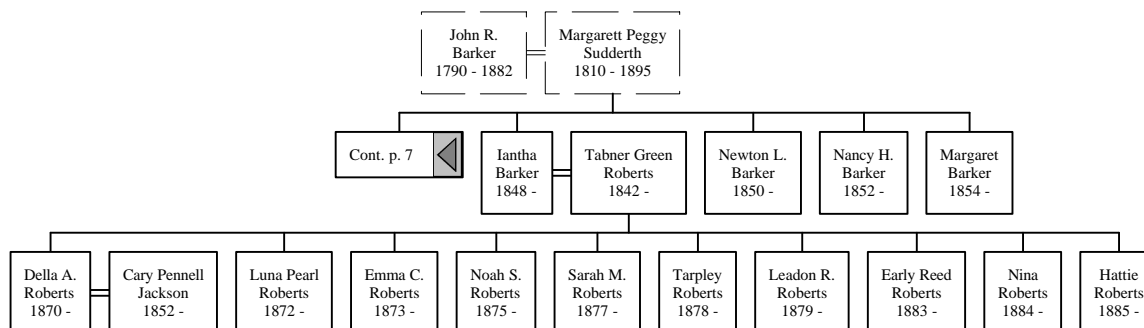 John R.
Barker
1790 - 1882
Margarett Peggy
Sudderth
1810 - 1895
Cont. p. 7
Iantha
Barker
1848 -
Tabner Green
Roberts
1842 -
Newton L.
Barker
1850 -
Nancy H.
Barker
1852 -
Margaret
Barker
1854 -
Della A.
Roberts
1870 -
Cary Pennell
Jackson
1852 -
Luna Pearl
Roberts
1872 -
Emma C.
Roberts
1873 -
Noah S.
Roberts
1875 -
Sarah M.
Roberts
1877 -
Tarpley
Roberts
1878 -
Leadon R.
Roberts
1879 -
Early Reed
Roberts
1883 -
Nina
Roberts
1884 -
Hattie
Roberts
1885 -